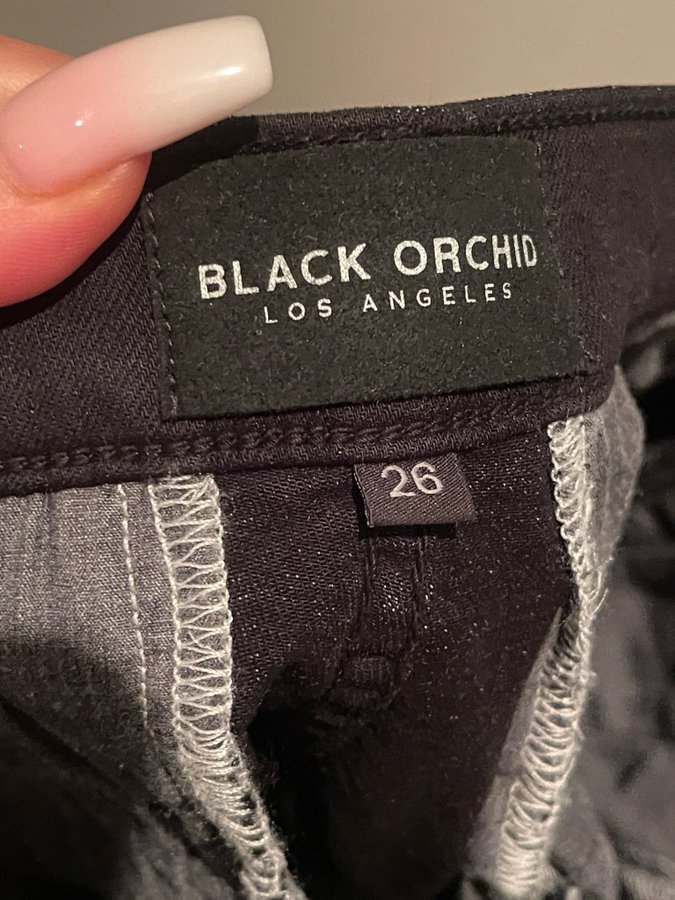 BLACK ORCHID
LOS ANGELES
26